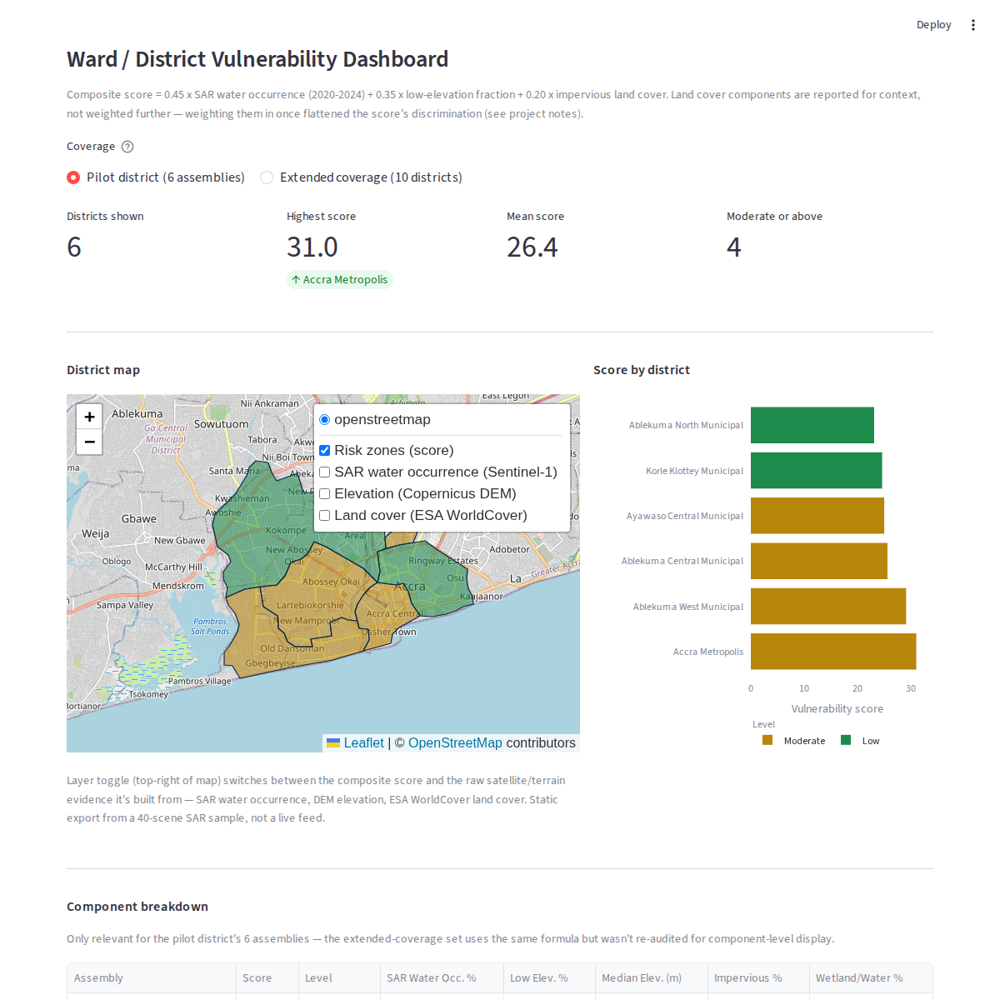 Deploy
Ward / District Vulnerability Dashboard
Composite score = 0.45 x SAR water occurrence (2020-2024) + 0.35 x low-elevation fraction + 0.20 x impervious land cover. Land cover components are reported for context,
not weighted further — weighting them in once flattened the score's discrimination (see project notes).
Coverage
Pilot district (6 assemblies)
Extended coverage (10 districts)
Districts shown
6
Highest score
31.0
↑ Accra Metropolis
Mean score
26.4
Moderate or above
4
District map
+
−
openstreetmap
Risk zones (score)
SAR water occurrence (Sentinel-1)
Elevation (Copernicus DEM)
Land cover (ESA WorldCover)
East Legon
Achimota
Nii Ankraman
Ablekuma
Sowutuom
Ga Central
Municipal
District
Tabora
Nii Boi Town
Santa Maria
Kwashieman
Awoshie
Gbawe
Kokompe
Area
Weija
New Gbawe
New Abossey
Okai
Ringway Estates
Adobetor
Oblogo
McCarthy Hill
Mendskrom
Abossey Okai
Osu
La
Greater Accra
Accra
Kaajaanor
Sampa Valley
Lartebiokorshie
Accra Central
New Mamprobi
Pambros
Salt Ponds
Ussher Town
Old Dansoman
Gbegbeyise
Pambros Village
Tsokomey
Bortianor
Leaflet | © OpenStreetMap contributors
Layer toggle (top-right of map) switches between the composite score and the raw satellite/terrain
evidence it's built from — SAR water occurrence, DEM elevation, ESA WorldCover land cover. Static
export from a 40-scene SAR sample, not a live feed.
Score by district
Ablekuma North Municipal
Korle Klottey Municipal
Ayawaso Central Municipal
Ablekuma Central Municipal
Ablekuma West Municipal
Accra Metropolis
0 10 20 30
Vulnerability score
Level
Moderate Low
Component breakdown
Only relevant for the pilot district's 6 assemblies — the extended-coverage set uses the same formula but wasn't re-audited for component-level display.
Assembly Score Level SAR Water Occ. % Low Elev. % Median Elev. (m) Impervious % Wetland/Water %